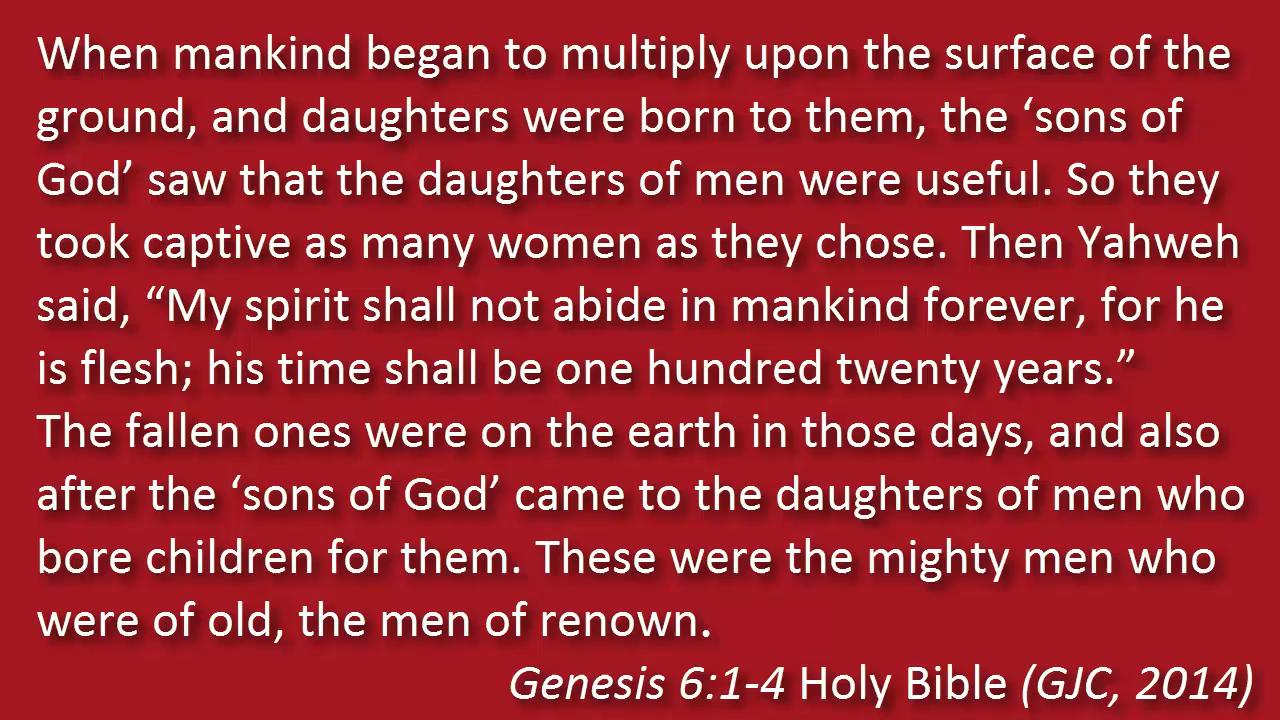 When mankind began to multiply upon the surface of the
ground, and daughters were born to them, the ‘sons of
God’ saw that the daughters of men were useful. So they
took captive as many women as they chose. Then Yahweh
said, “My spirit shall not abide in mankind forever, for he
is flesh; his time shall be one hundred twenty years.”
The fallen ones were on the earth in those days, and also
after the ‘sons of God’ came to the daughters of men who
bore children for them. These were the mighty men who
were of old, the men of renown.
Genesis 6:1-4 Holy Bible (GJC, 2014)